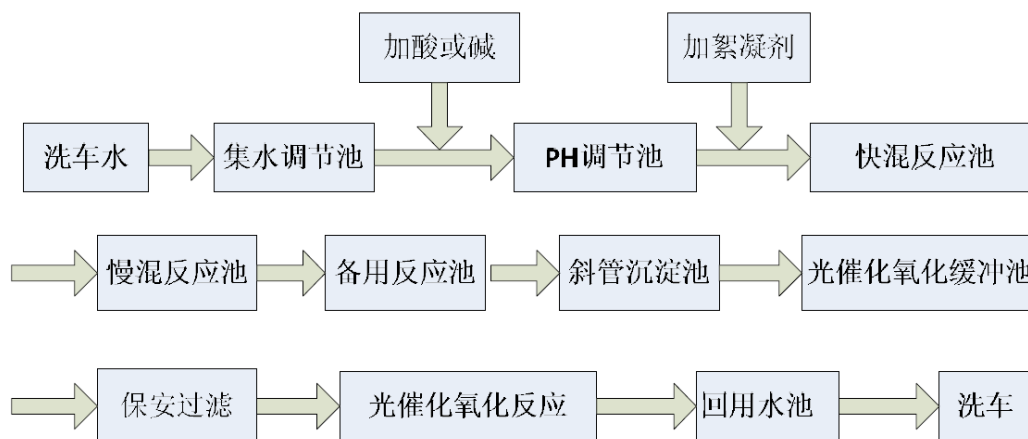 加酸或碱
加絮凝剂
洗车水
集水调节池
PH调节池
快混反应池
慢混反应池
备用反应池
斜管沉淀池
光催化氧化缓冲池
保安过滤
光催化氧化反应
回用水池
洗车